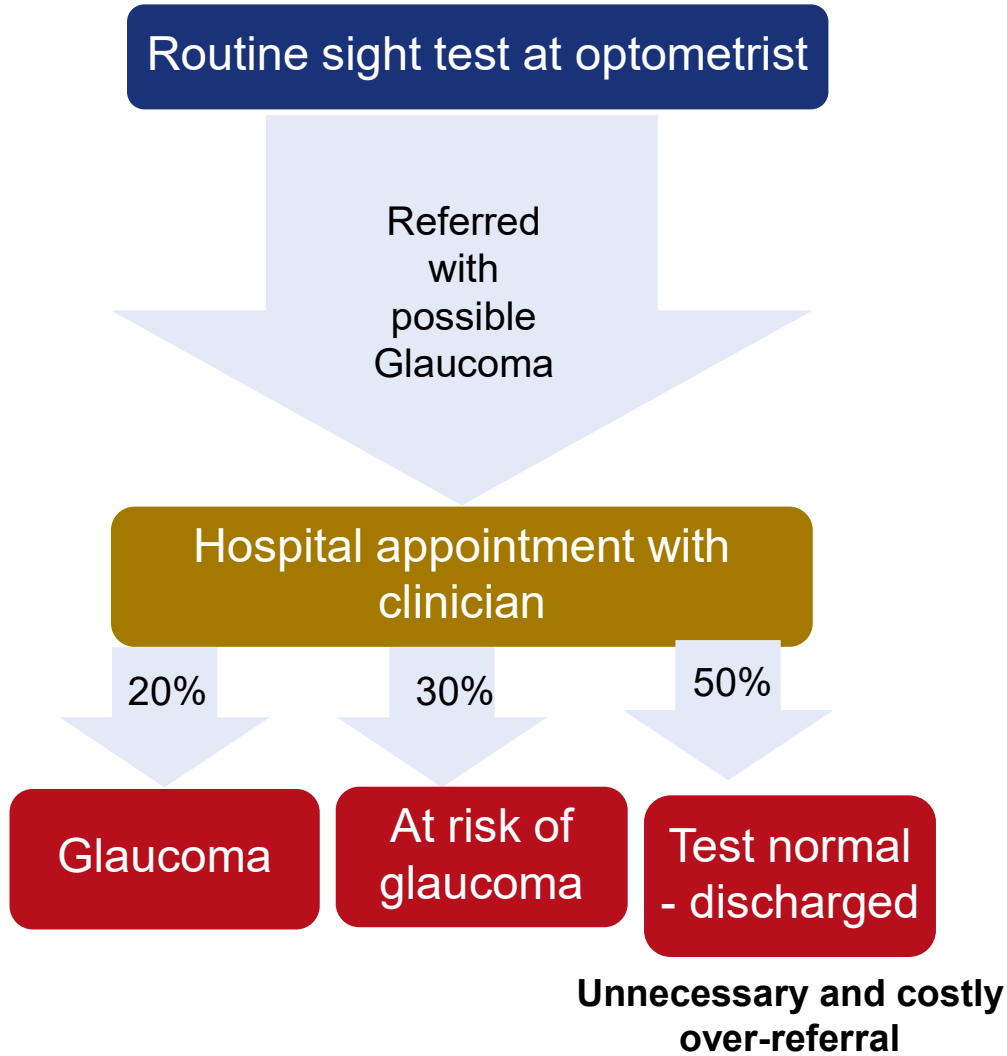 Routine sight test at optometrist
Referred
with
possible
Glaucoma
Hospital appointment with
clinician
20%
30%
50%
Glaucoma
At risk of
glaucoma
Test normal
- discharged
Unnecessary and costly
over-referral